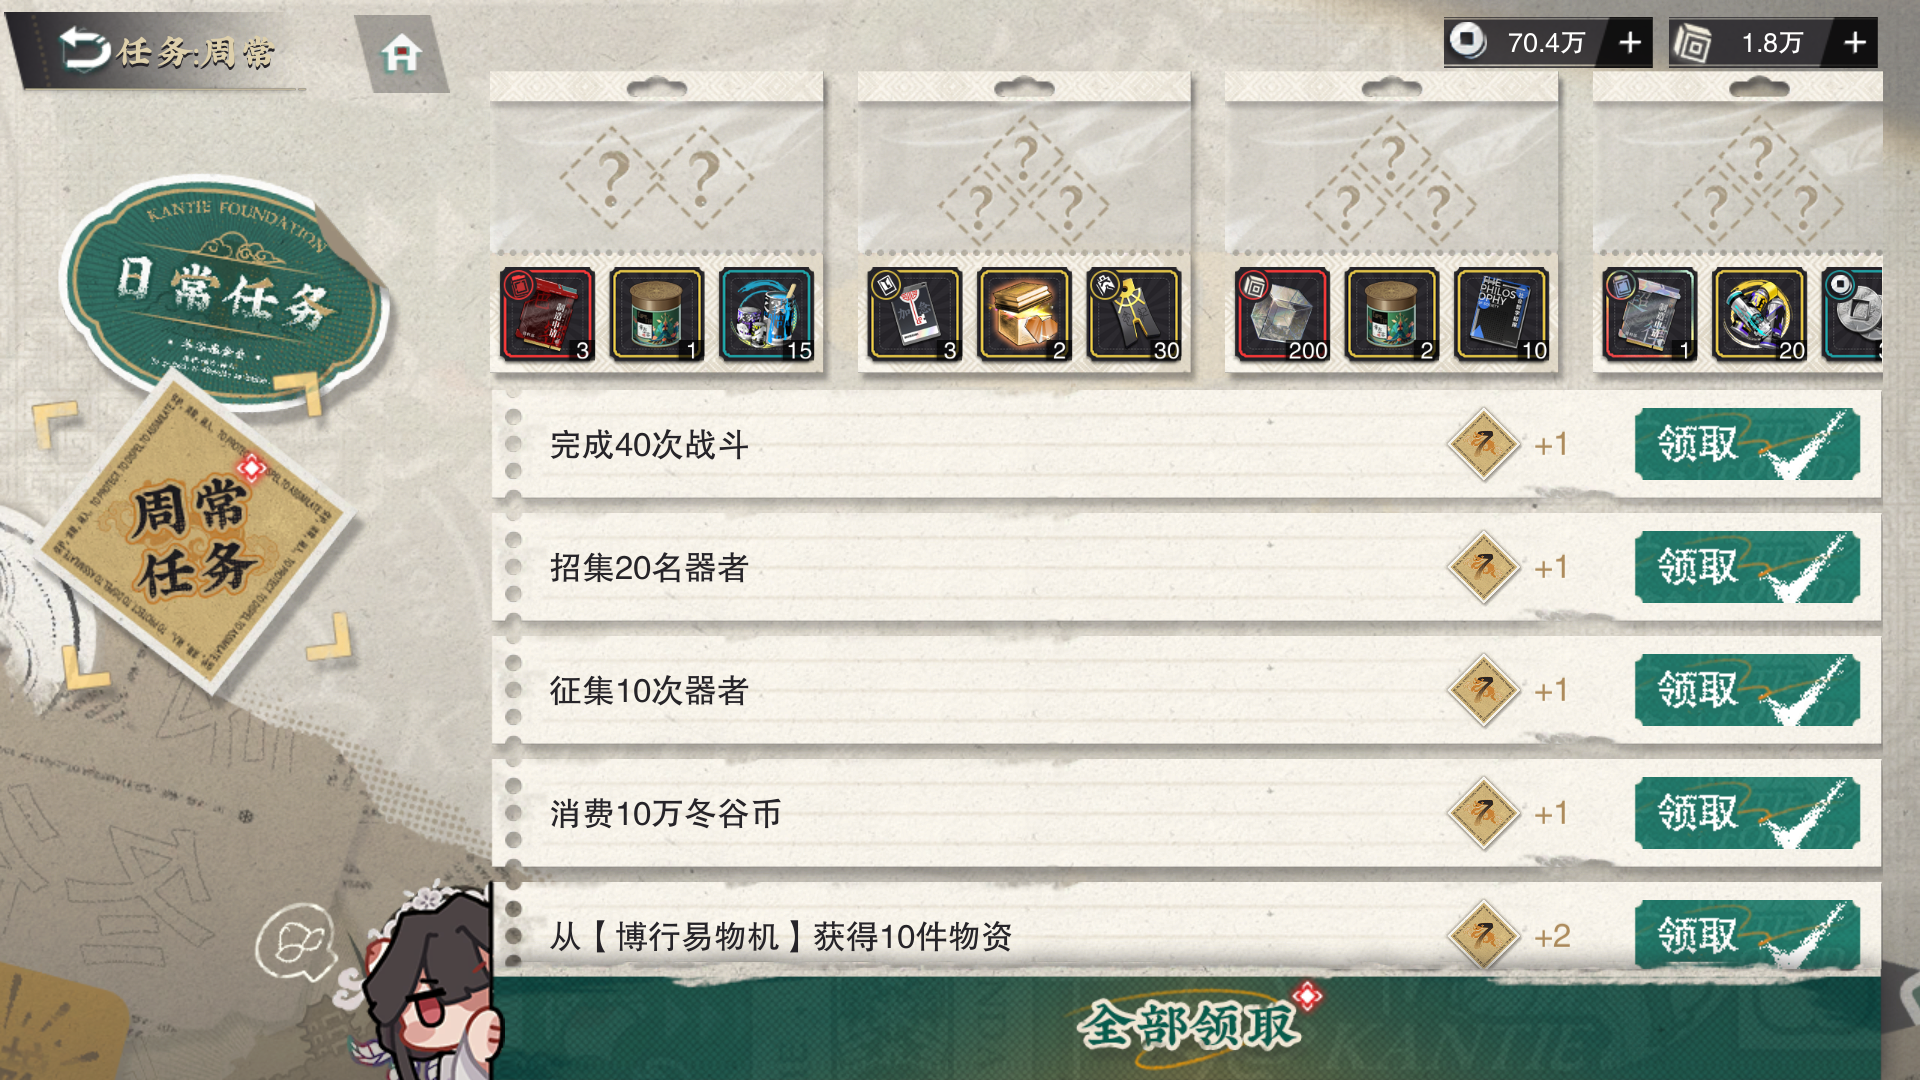 任务:周常
70.4万
1.8万
KANTIE FOUNDATION
日常任务
周常
任务
3
1
15
3
2
30
200
2
10
1
20
完成40次战斗
+1
领取
招集20名器者
+1
领取
征集10次器者
+1
领取
消费10万冬谷币
+1
领取
从【博行易物机】获得10件物资
+2
领取
全部领取
KANTIE